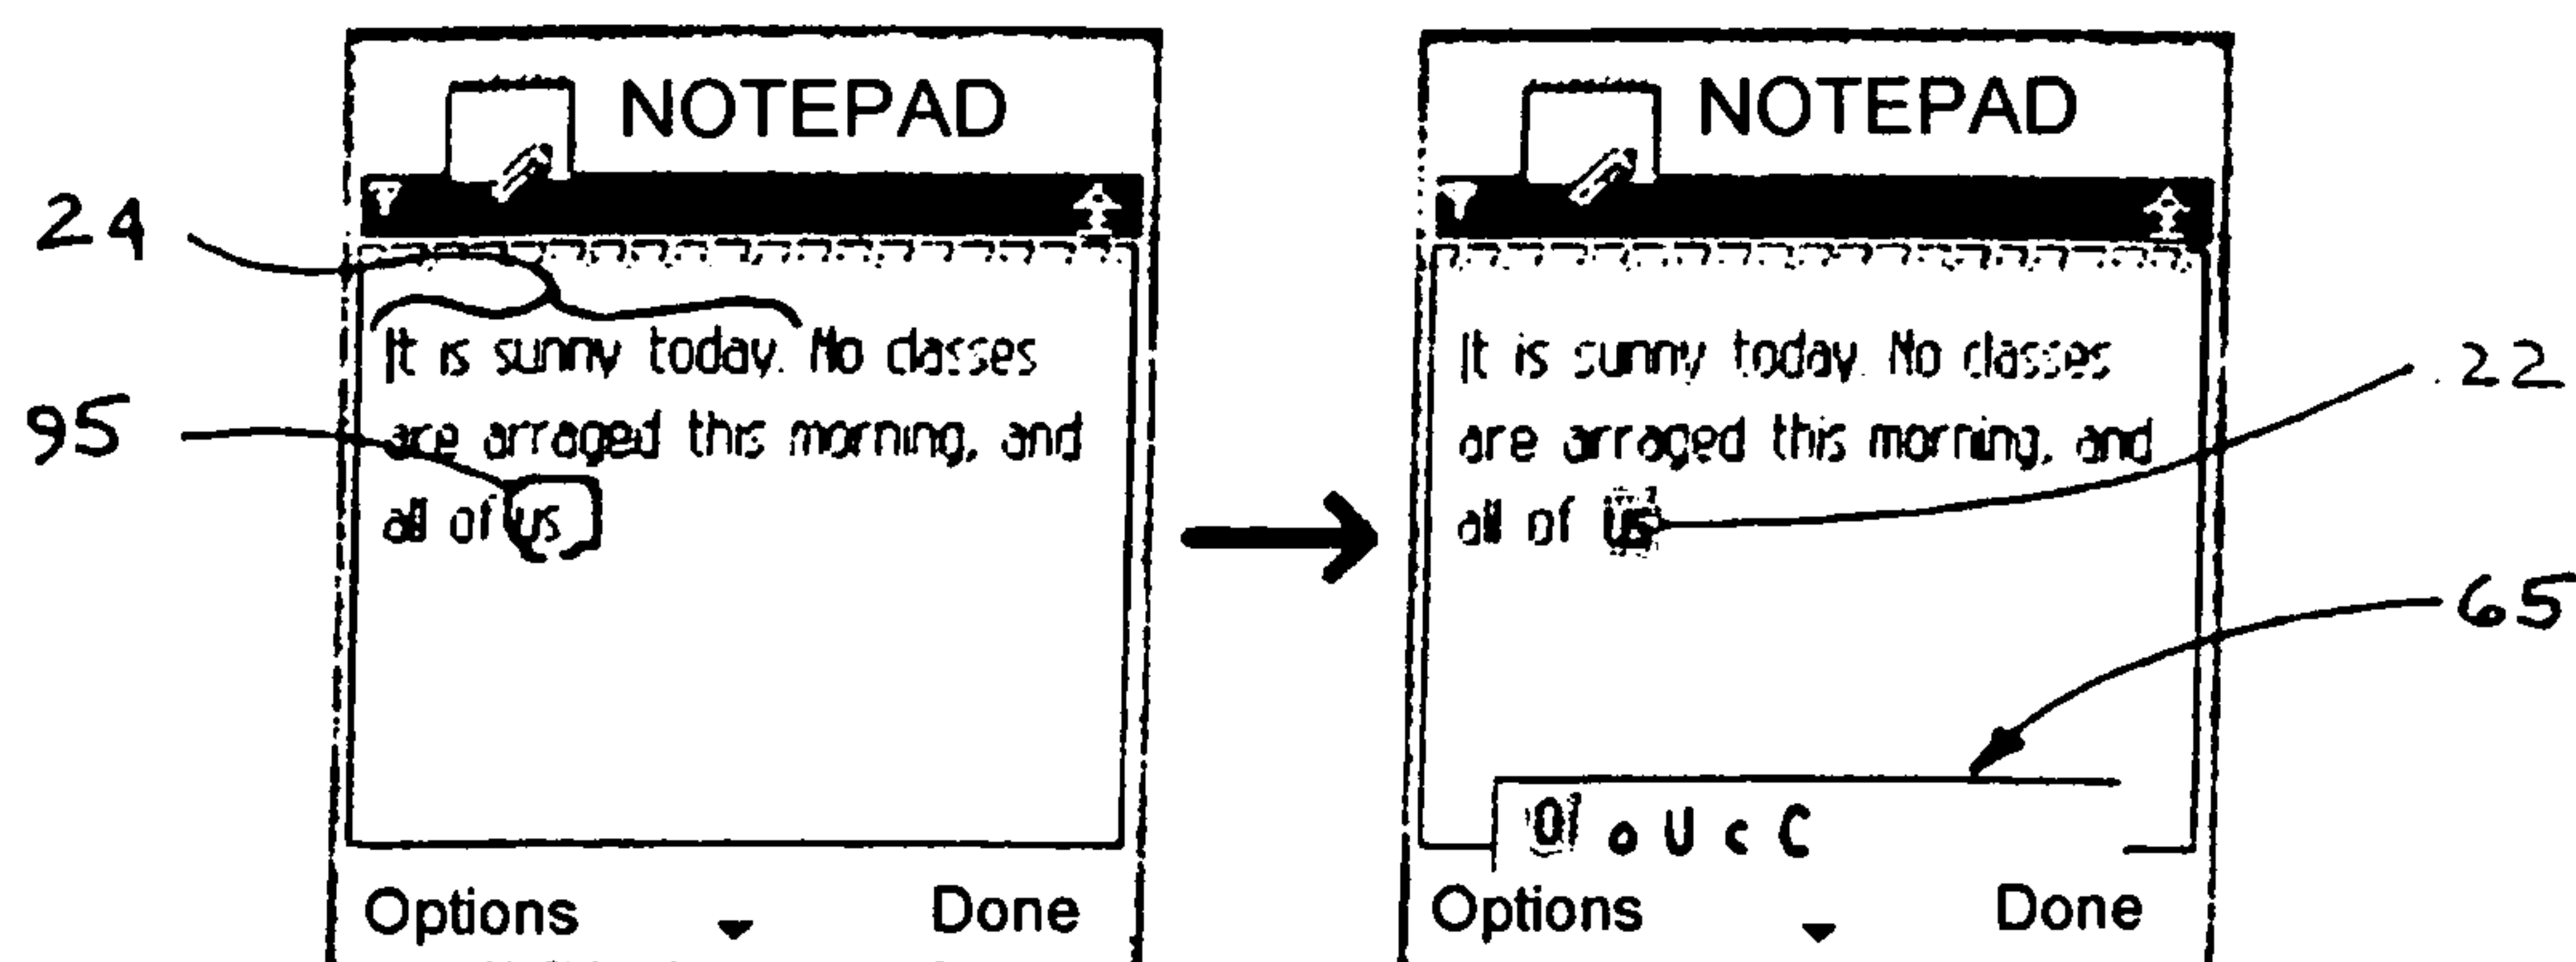 NOTEPAD
24
It is sunny today. No classes
95
are arraged this morning, and
all of us
Options Done
NOTEPAD
It is sunny today. No classes
22
are arraged this morning, and
all of us
65
o U c C
Options Done